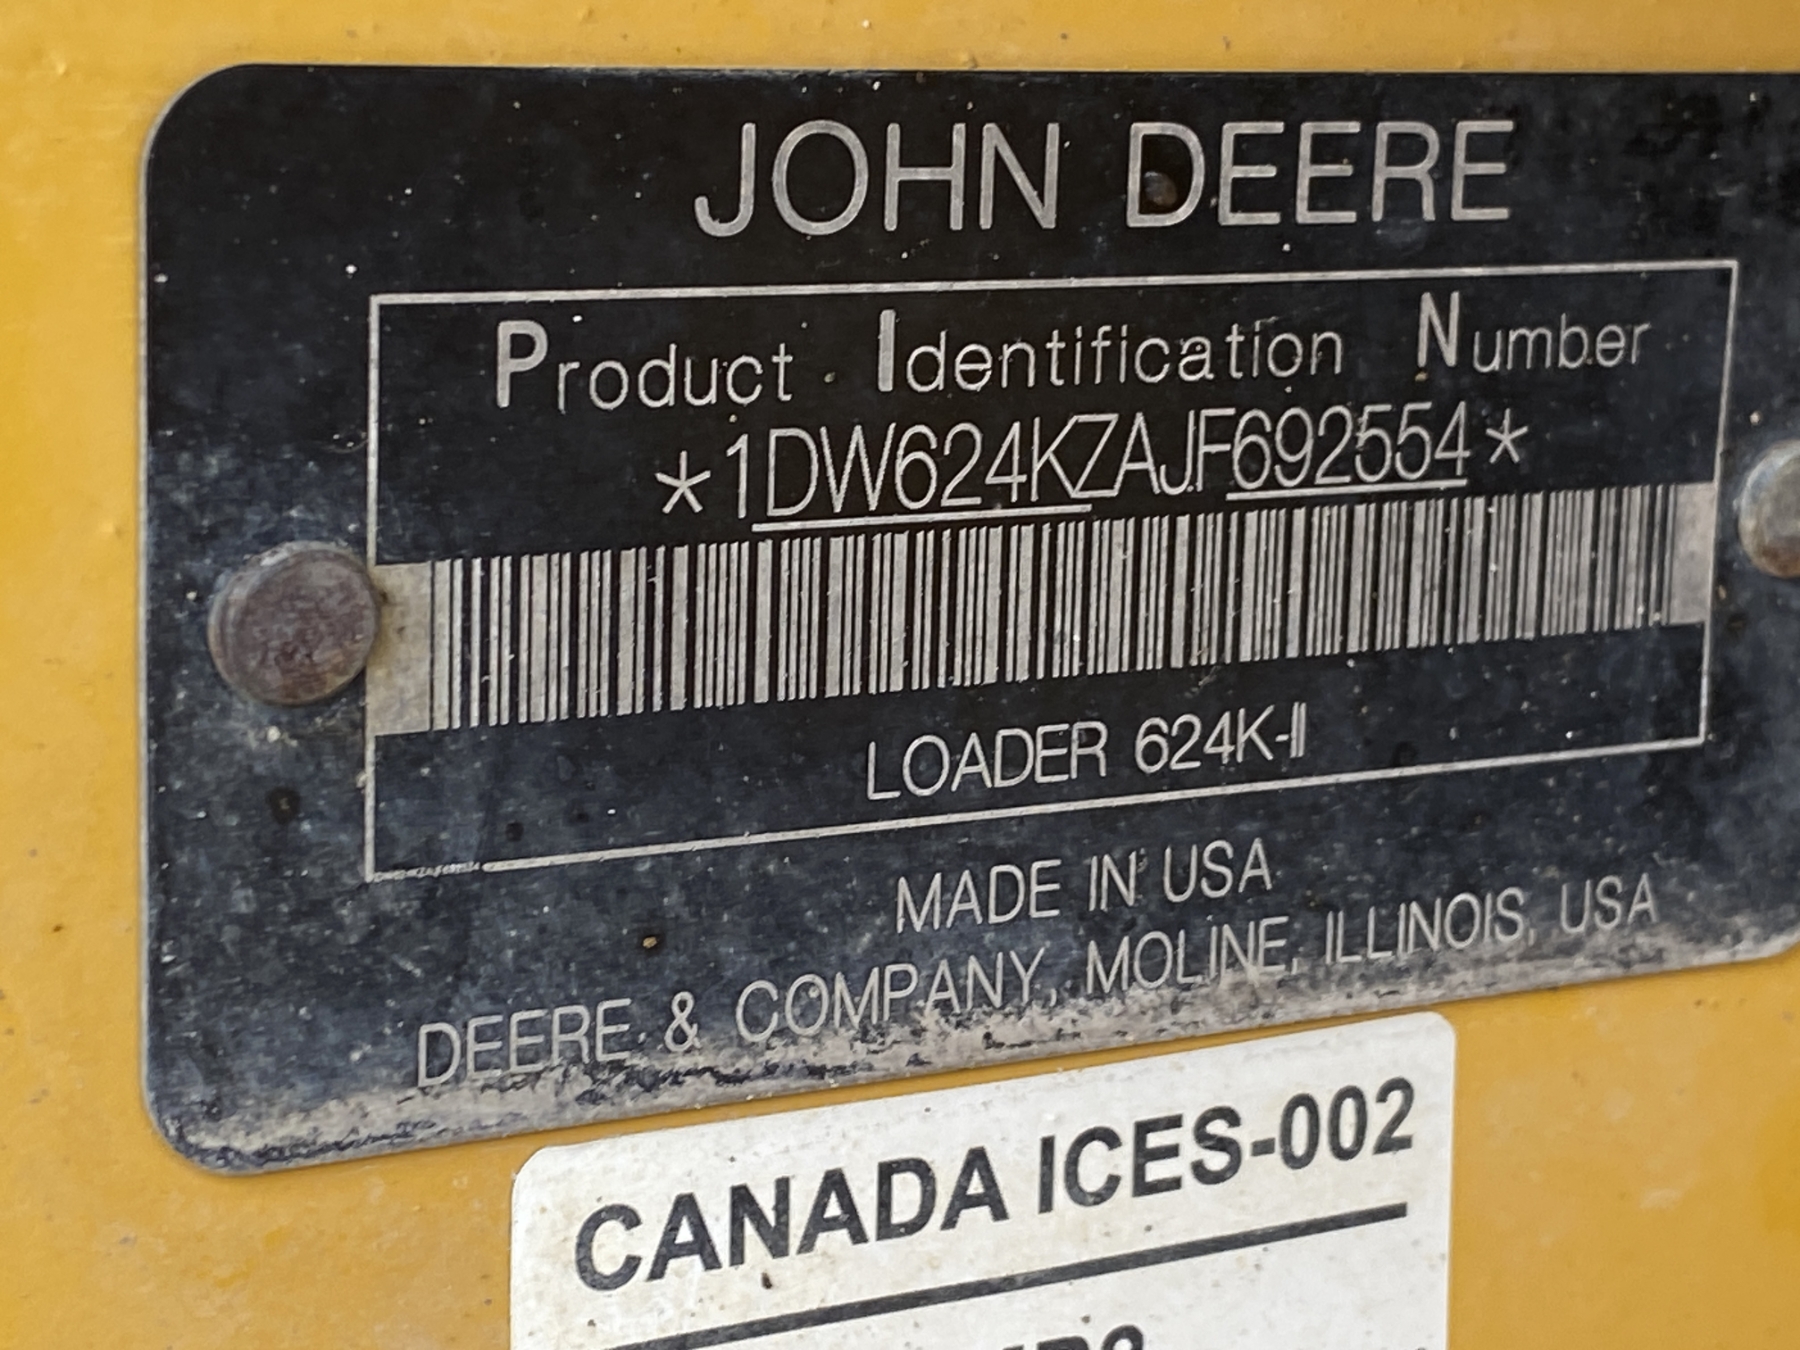 JOHN DEERE
Product Identification Number
*1DW624KZAJF692554*
LOADER 624K-II
MADE IN USA
DEERE & COMPANY, MOLINE, ILLINOIS, USA
CANADA ICES-002